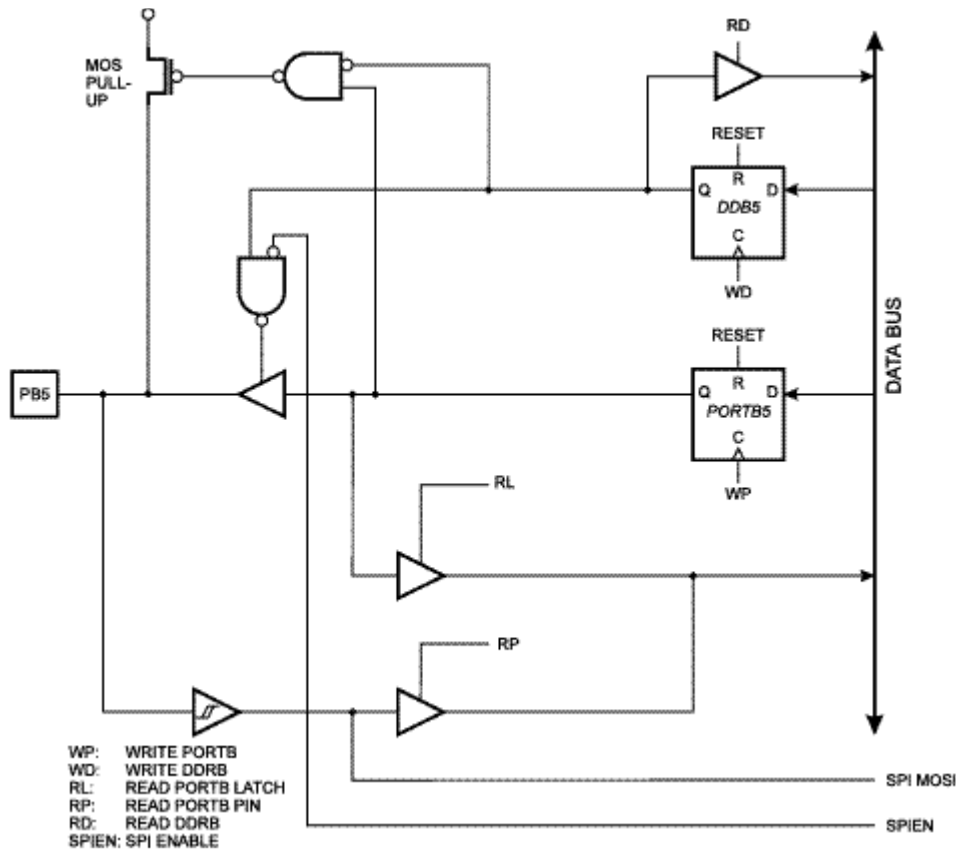 MOS
PULL-
UP
RD
RESET
R
Q
D
DDB5
C
WD
RESET
R
Q
D
PORTB5
C
WP
DATA BUS
PB5
RL
RP
WP: WRITE PORTB
WD: WRITE DDRB
RL: READ PORTB LATCH
RP: READ PORTB PIN
RD: READ DDRB
SPIEN: SPI ENABLE
SPI MOSI
SPIEN